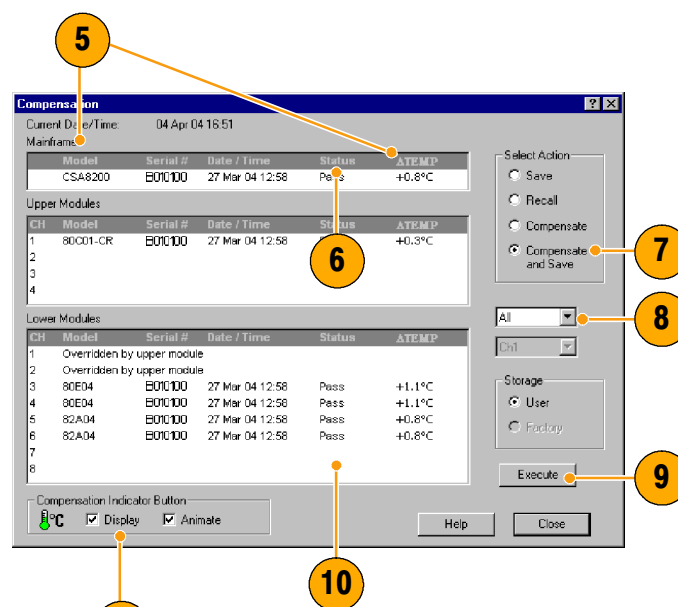 5
Compensation
Current Date/Time: 04 Apr 04 16:51
Mainframe
Model Serial # Date / Time Status ΔTEMP
CSA8200 B010100 27 Mar 04 12:58 Pass +0.8°C
6
Upper Modules
CH Model Serial # Date / Time Status ΔTEMP
1 80C01-CR B010100 27 Mar 04 12:58 +0.3°C
2
3
4
Lower Modules
CH Model Serial # Date / Time Status ΔTEMP
1 Overridden by upper module
2 Overridden by upper module
3 80E04 B010100 27 Mar 04 12:58 Pass +1.1°C
4 80E04 B010100 27 Mar 04 12:58 Pass +1.1°C
5 82A04 B010100 27 Mar 04 12:58 Pass +0.8°C
6 82A04 B010100 27 Mar 04 12:58 Pass +0.8°C
7
8
Compensation Indicator Button
°C Display Animate
10
Select Action
Save
Recall
Compensate
Compensate
and Save
7
All
8
Ch1
Storage
User
Factory
Execute
9
Help Close